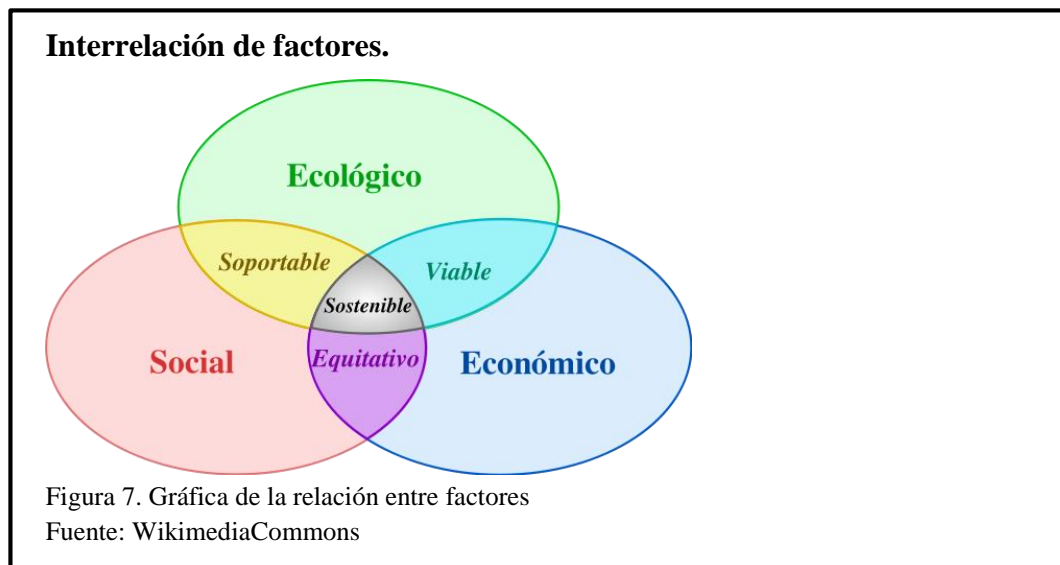 Interrelación de factores.
Ecológico
Soportable
Viable
Sostenible
Social
Equitativo
Económico
Figura 7. Gráfica de la relación entre factores
Fuente: WikimediaCommons